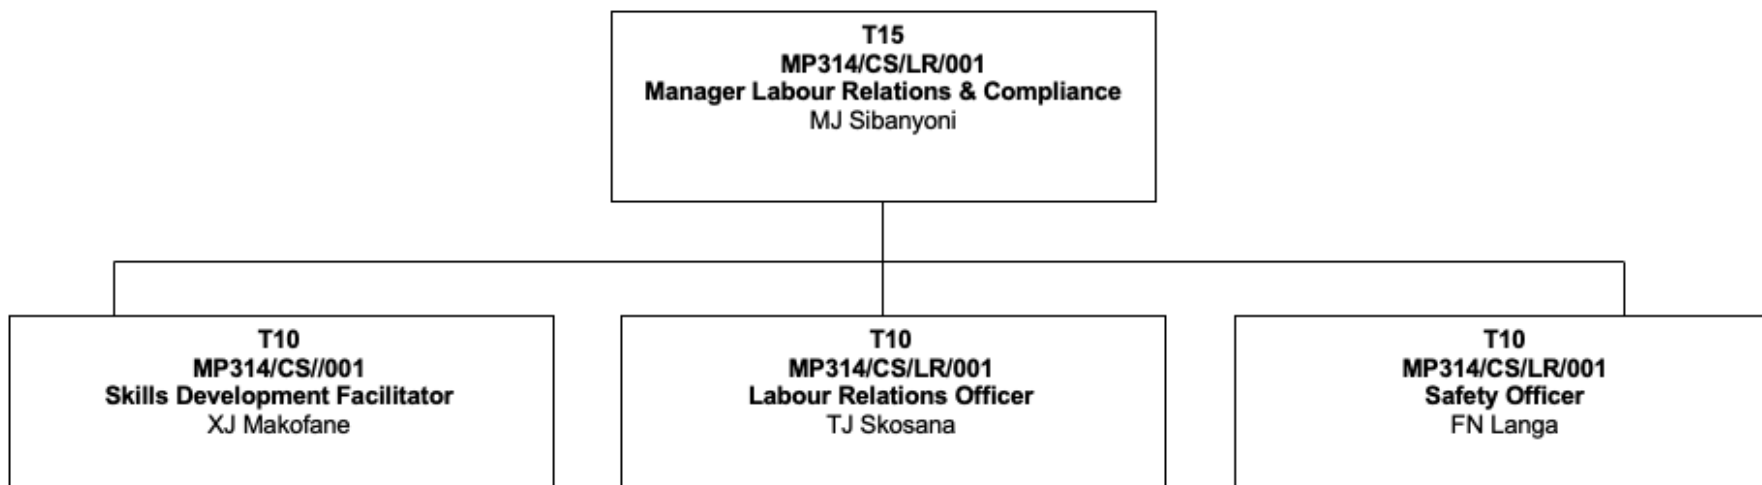 T15
MP314/CS/LR/001
Manager Labour Relations & Compliance
MJ Sibanyoni
T10
MP314/CS//001
Skills Development Facilitator
XJ Makofane
T10
MP314/CS/LR/001
Labour Relations Officer
TJ Skosana
T10
MP314/CS/LR/001
Safety Officer
FN Langa